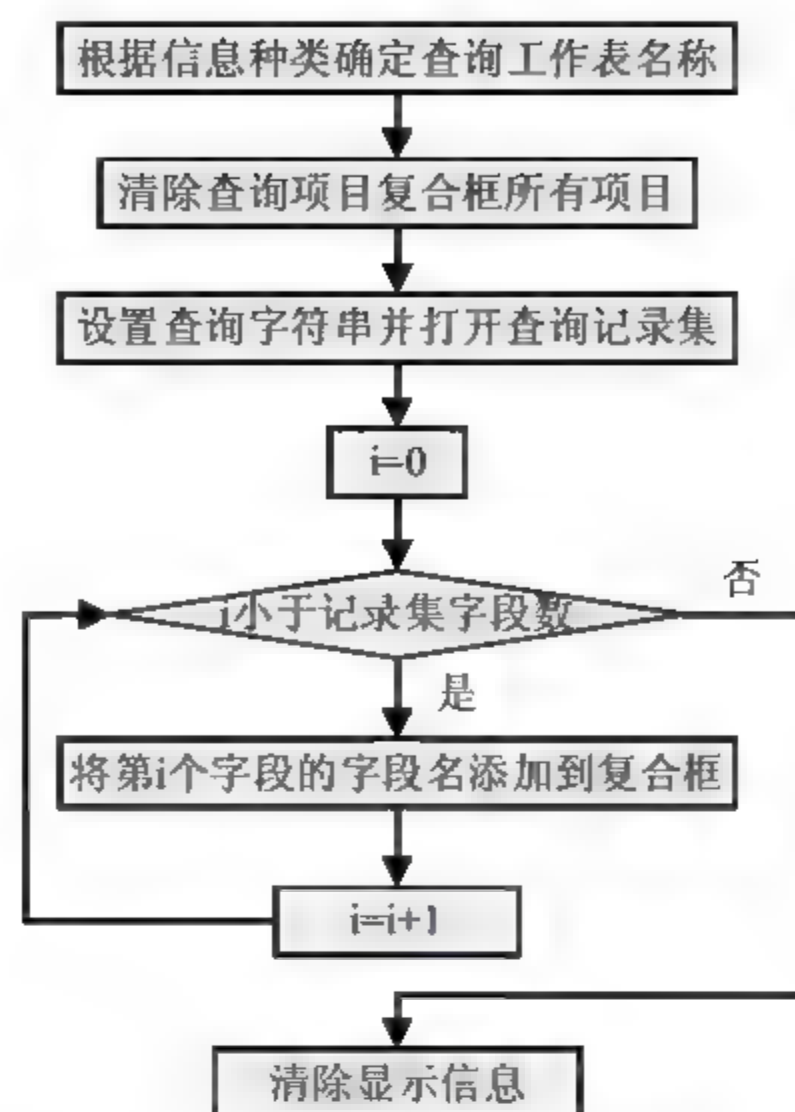 根据信息种类确定查询工作表名称
清除查询项目复合框所有项目
设置查询字符串并打开查询记录集
i=0
i小于记录集字段数
否
是
将第i个字段的字段名添加到复合框
i=i+1
清除显示信息